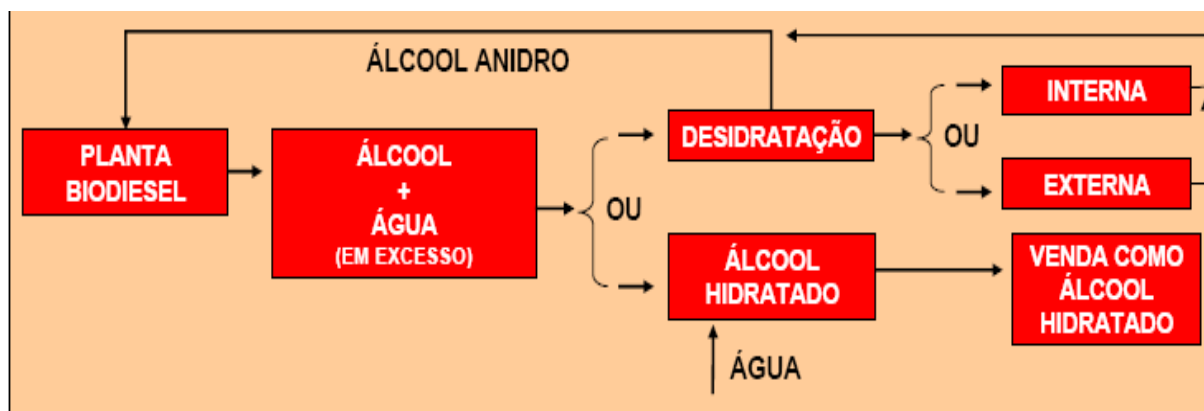 ÁLCOOL ANIDRO
PLANTA
BIODIESEL
ÁLCOOL
+
ÁGUA
(EM EXCESSO)
OU
DESIDRATAÇÃO
OU
INTERNA
EXTERNA
ÁLCOOL
HIDRATADO
ÁGUA
VENDA COMO
ÁLCOOL
HIDRATADO